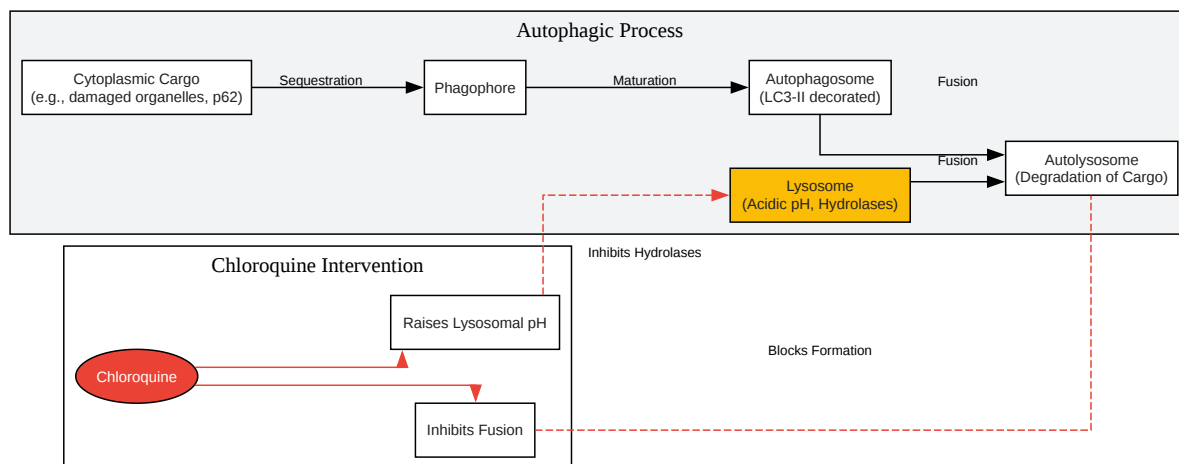 Autophagic Process
Cytoplasmic Cargo
(e.g., damaged organelles, p62)
Sequestration
Phagophore
Maturation
Autophagosome
(LC3-II decorated)
Fusion
Fusion
Autolysosome
(Degradation of Cargo)
Lysosome
(Acidic pH, Hydrolases)
Inhibits Hydrolases
Chloroquine Intervention
Raises Lysosomal pH
Blocks Formation
Chloroquine
Inhibits Fusion